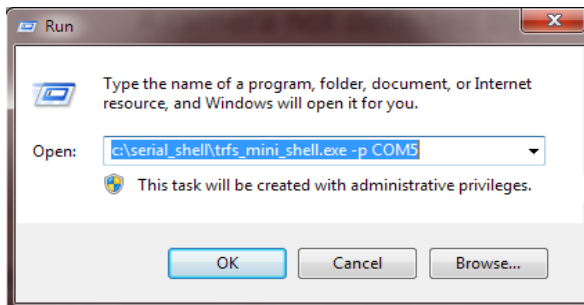 Run
Type the name of a program, folder, document, or Internet
resource, and Windows will open it for you.
Open: c:\serial_shell\trfs_mini_shell.exe -p COM5
This task will be created with administrative privileges.
OK Cancel Browse...